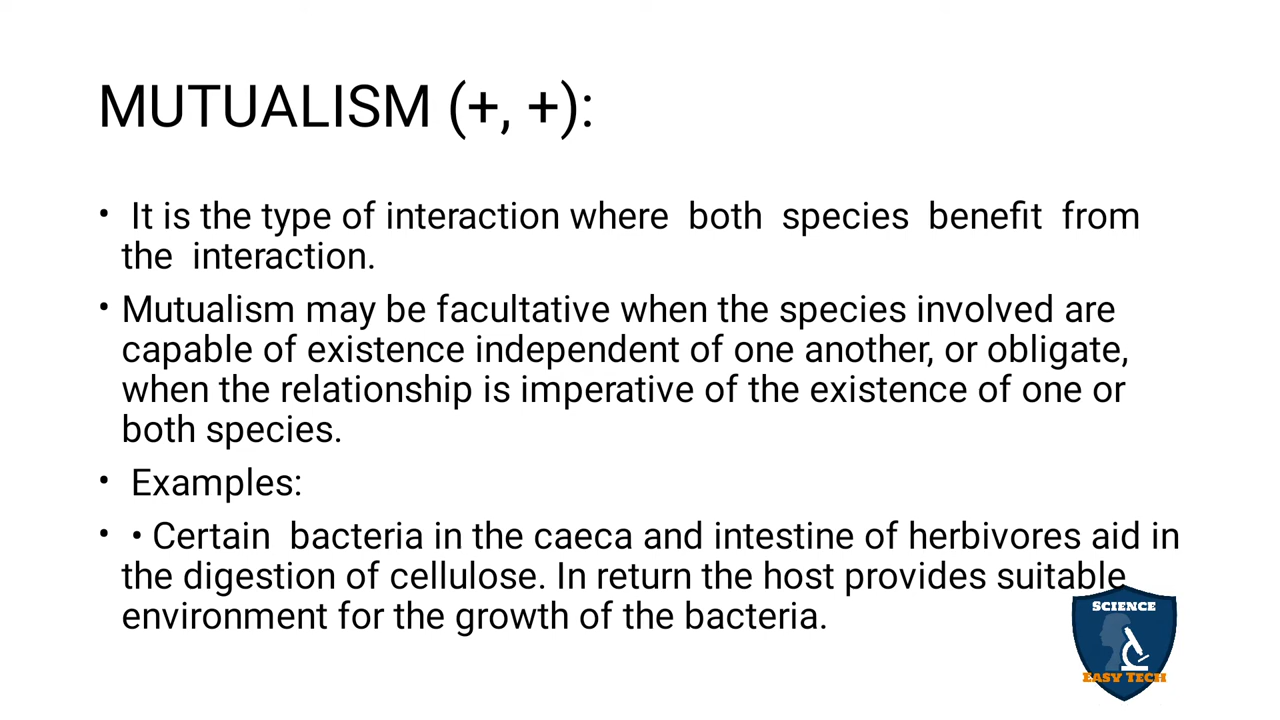 MUTUALISM (+, +):
• It is the type of interaction where both species benefit from
the interaction.
• Mutualism may be facultative when the species involved are
capable of existence independent of one another, or obligate,
when the relationship is imperative of the existence of one or
both species.
• Examples:
• • Certain bacteria in the caeca and intestine of herbivores aid in
the digestion of cellulose. In return the host provides suitable
environment for the growth of the bacteria.
SCIENCE
EASY TECH